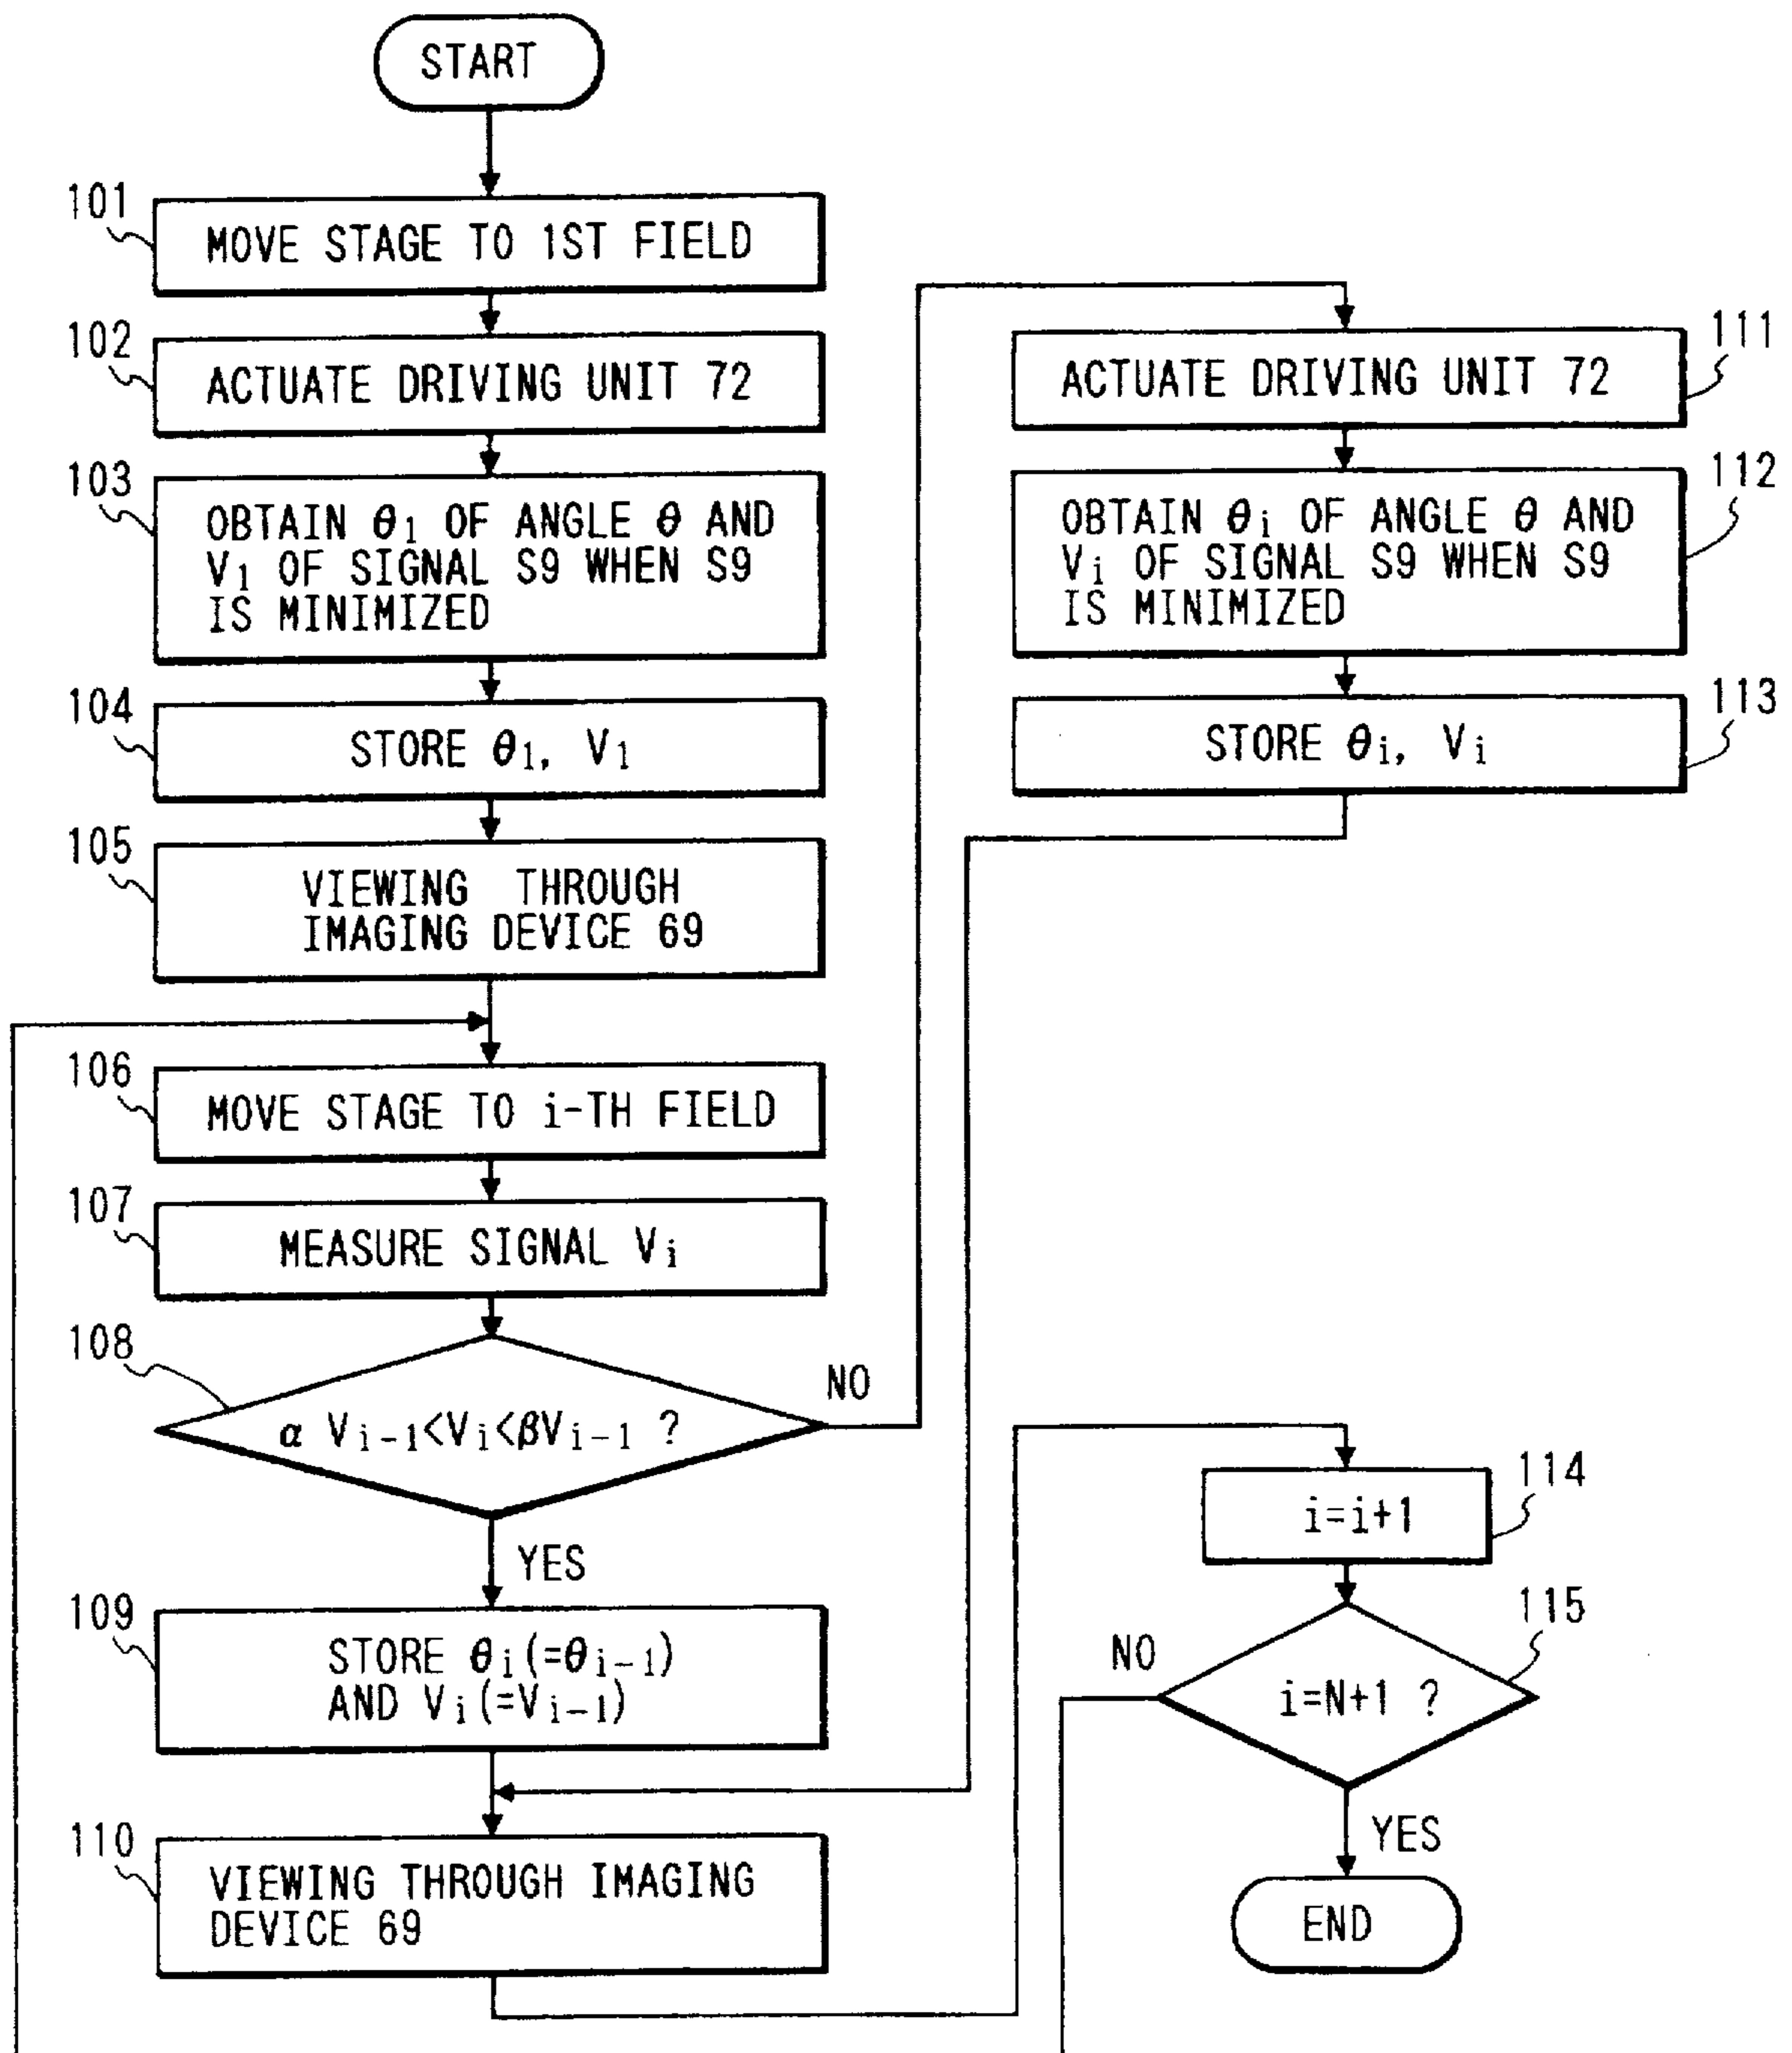 START
101
MOVE STAGE TO 1ST FIELD
102
ACTUATE DRIVING UNIT 72
103
OBTAIN θ1 OF ANGLE θ AND
V1 OF SIGNAL S9 WHEN S9
IS MINIMIZED
104
STORE θ1, V1
105
VIEWING THROUGH
IMAGING DEVICE 69
106
MOVE STAGE TO i-TH FIELD
107
MEASURE SIGNAL Vi
108
α Vi-1<Vi<βVi-1 ?
NO
YES
109
STORE θi(=θi-1)
AND Vi(=Vi-1)
110
VIEWING THROUGH IMAGING
DEVICE 69
111
ACTUATE DRIVING UNIT 72
112
OBTAIN θi OF ANGLE θ AND
Vi OF SIGNAL S9 WHEN S9
IS MINIMIZED
113
STORE θi, Vi
114
i=i+1
115
NO
i=N+1 ?
YES
END